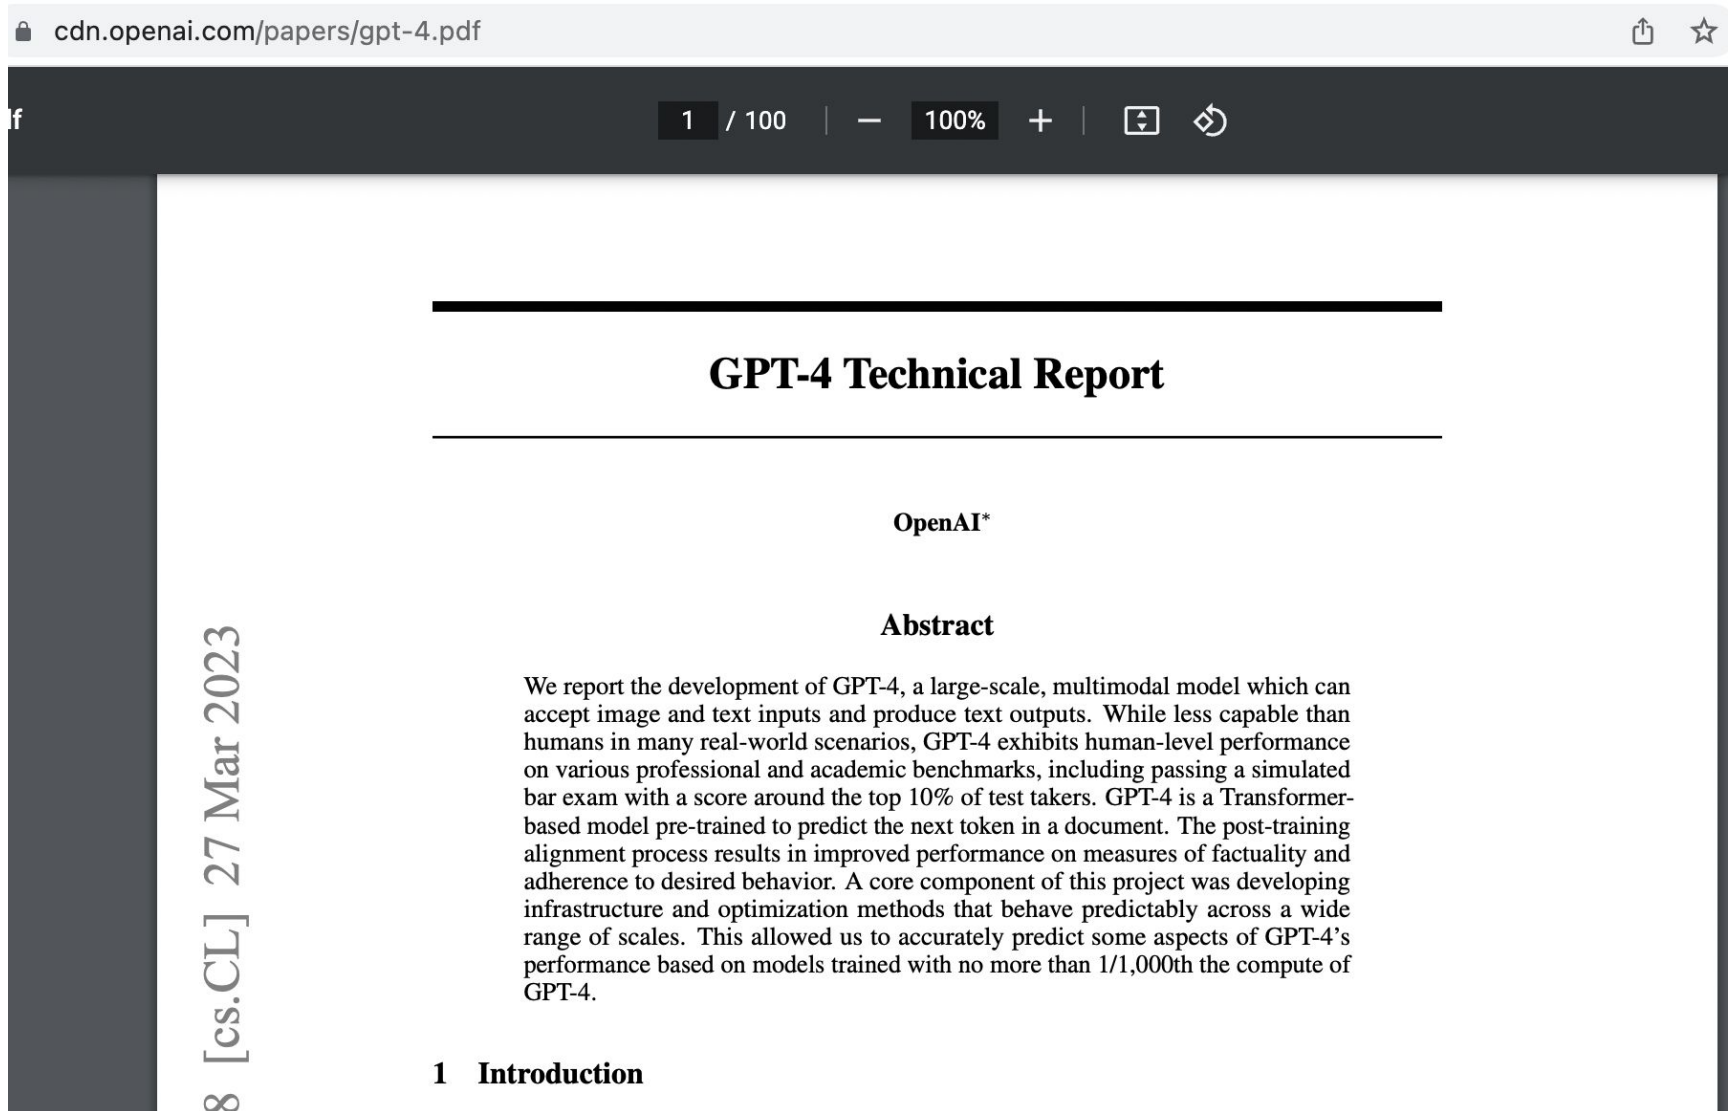 cdn.openai.com/papers/gpt-4.pdf
lf
1 / 100
100%
GPT-4 Technical Report
OpenAI*
Abstract
We report the development of GPT-4, a large-scale, multimodal model which can
accept image and text inputs and produce text outputs. While less capable than
humans in many real-world scenarios, GPT-4 exhibits human-level performance
on various professional and academic benchmarks, including passing a simulated
bar exam with a score around the top 10% of test takers. GPT-4 is a Transformer-
based model pre-trained to predict the next token in a document. The post-training
alignment process results in improved performance on measures of factuality and
adherence to desired behavior. A core component of this project was developing
infrastructure and optimization methods that behave predictably across a wide
range of scales. This allowed us to accurately predict some aspects of GPT-4’s
performance based on models trained with no more than 1/1,000th the compute of
GPT-4.
1 Introduction
8 [cs.CL] 27 Mar 2023